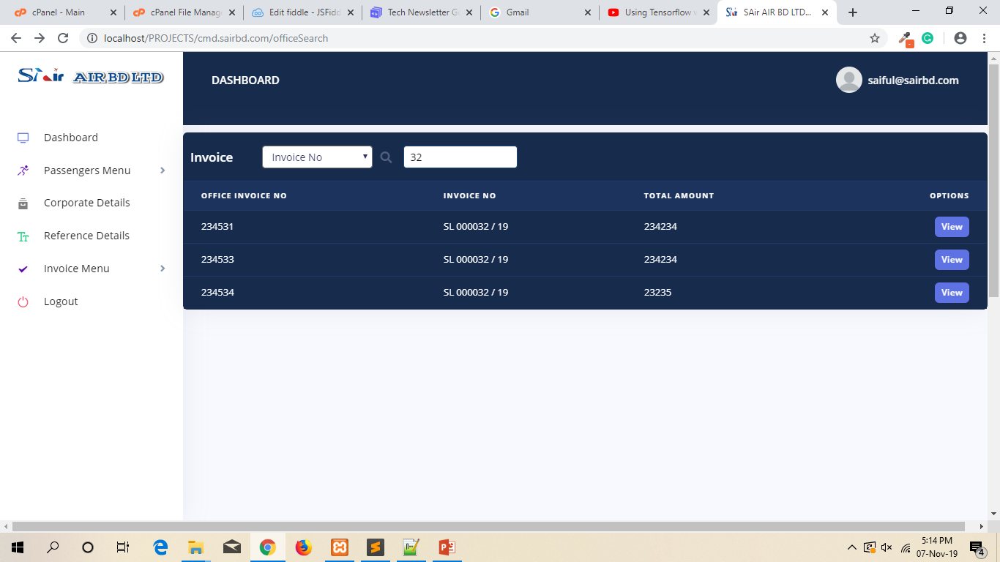 cPanel - Main
cPanel File Manag
Edit fiddle - JSFidd
Tech Newsletter G
Gmail
Using Tensorflow
SAir AIR BD LTD...
localhost/PROJECTS/cmd.sairbd.com/officeSearch
SAir AIR BD LTD
DASHBOARD
saiful@sairbd.com
Dashboard
Passengers Menu
Corporate Details
Reference Details
Invoice Menu
Logout
Invoice
Invoice No
32
OFFICE INVOICE NO INVOICE NO TOTAL AMOUNT OPTIONS
234531 SL 000032 / 19 234234 View
234533 SL 000032 / 19 234234 View
234534 SL 000032 / 19 23235 View
5:14 PM
07-Nov-19
4